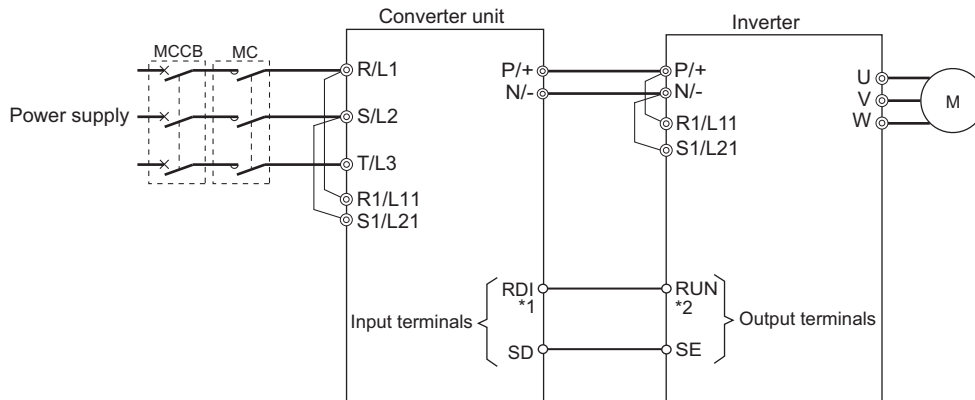 Converter unit
Inverter
MCCB MC
R/L1
P/+
P/+
N/-
N/-
U
V
M
W
Power supply
S/L2
R1/L11
S1/L21
T/L3
R1/L11
S1/L21
Input terminals
RDI
*1
RUN
*2
Output terminals
SD
SE